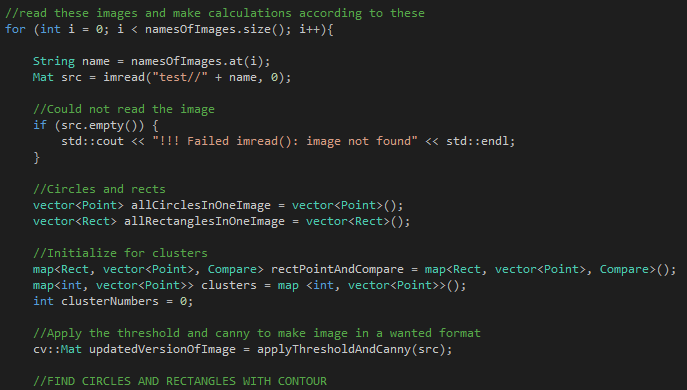 //read these images and make calculations according to these
for (int i = 0; i < namesOfImages.size(); i++){
String name = namesOfImages.at(i);
Mat src = imread("test//" + name, 0);
//Could not read the image
if (src.empty()) {
std::cout << "!!! Failed imread(): image not found" << std::endl;
}
//Circles and rects
vector<Point> allCirclesInOneImage = vector<Point>();
vector<Rect> allRectanglesInOneImage = vector<Rect>();
//Initialize for clusters
map<Rect, vector<Point>, Compare> rectPointAndCompare = map<Rect, vector<Point>, Compare>();
map<int, vector<Point>> clusters = map <int, vector<Point>>();
int clusterNumbers = 0;
//Apply the threshold and canny to make image in a wanted format
cv::Mat updatedVersionOfImage = applyThresholdAndCanny(src);
//FIND CIRCLES AND RECTANGLES WITH CONTOUR